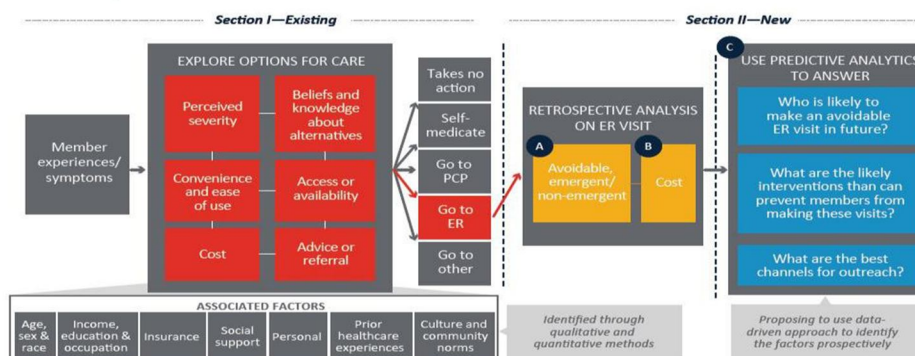 Section I—Existing
Section II—New
Member
experiences/
symptoms
EXPLORE OPTIONS FOR CARE
Perceived
severity
Beliefs and
knowledge
about
alternatives
Convenience
and ease
of use
Access or
availability
Cost
Advice or
referral
Takes no
action
Self-
medicate
Go to
PCP
Go to
ER
Go to
other
RETROSPECTIVE ANALYSIS
ON ER VISIT
A
Avoidable,
emergent/
non-emergent
B
Cost
C
USE PREDICTIVE ANALYTICS
TO ANSWER
Who is likely to
make an avoidable
ER visit in future?
What are the likely
interventions than can
prevent members from
making these visits?
What are the best
channels for outreach?
ASSOCIATED FACTORS
Age,
sex &
race
Income,
education &
occupation
Insurance
Social
support
Personal
Prior
healthcare
experiences
Culture and
community
norms
Identified through
qualitative and
quantitative methods
Proposing to use data-
driven approach to identify
the factors prospectively